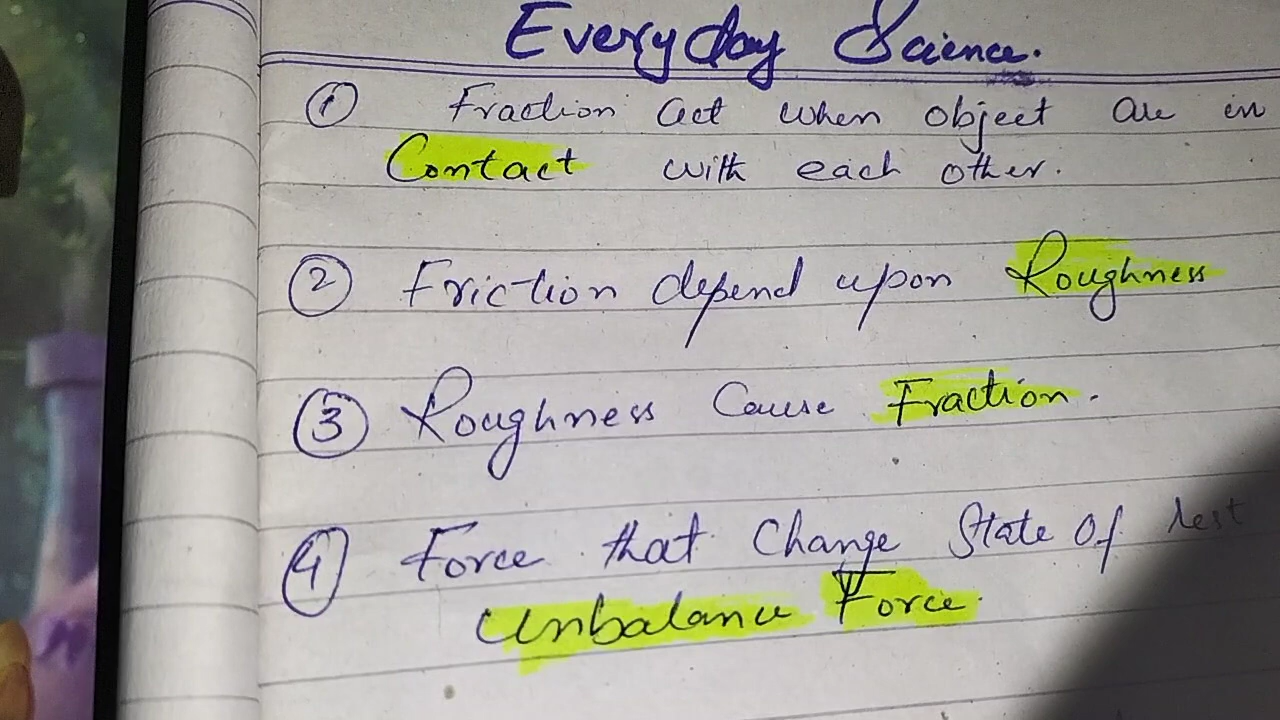 Everyday Science.
① Fraction act when object are in
Contact with each other.
② Friction depend upon Roughness
③ Roughness Cause Fraction.
④ Force that change State of rest
Unbalance Force.